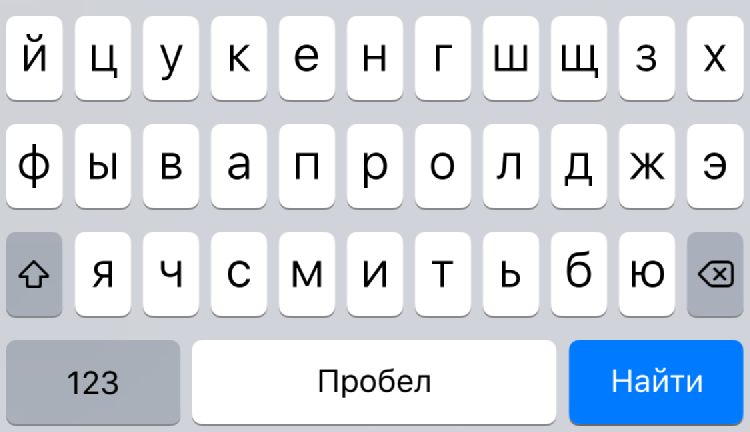 й ц у к е н г ш щ з х
ф ы в а п р о л д ж э
я ч с м и т ь б ю
123 Пробел Найти